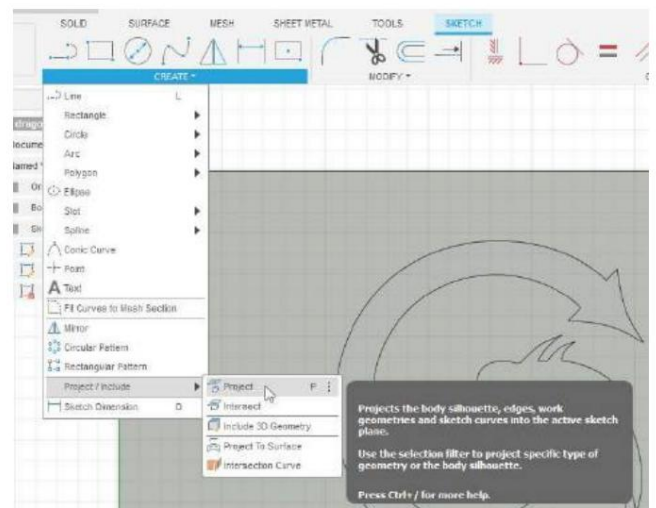 SOLID SURFACE MESH SHEET METAL TOOLS SKETCH
CREATE MODIFY
Line L
Rectangle
Circle
Arc
Polygon
Ellipse
Slot
Spline
Conic Curve
Point
A Text
Fit Curves to Mesh Section
Mirror
Circular Pattern
Rectangular Pattern
Project / Include
Sketch Dimension D
Project P
Intersect
Include 3D Geometry
Project To Surface
Intersection Curve
Projects the body silhouette, edges, work
geometries and sketch curves into the active sketch
plane.
Use the selection filter to project specific type of
geometry or the body silhouette.
Press Ctrl+/ for more help.